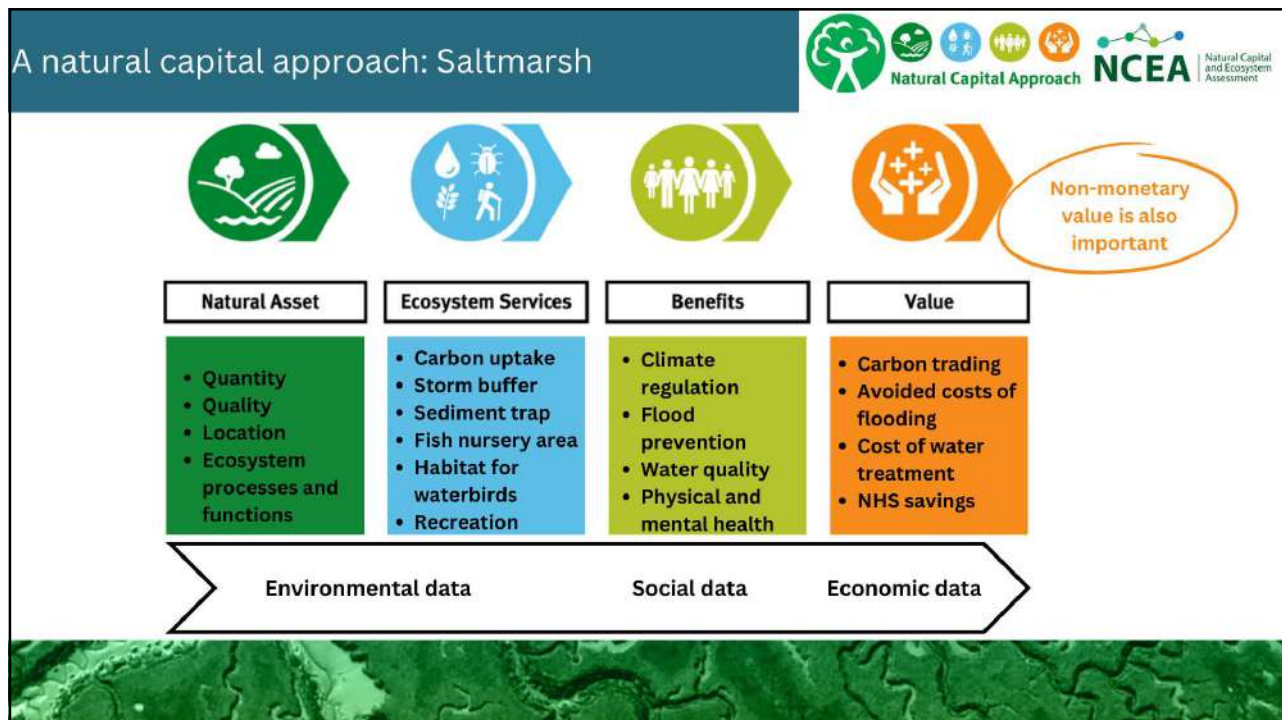 A natural capital approach: Saltmarsh
Natural Capital Approach
NCEA
Natural Capital
and Ecosystem
Assessment
Non-monetary
value is also
important
Natural Asset
• Quantity
• Quality
• Location
• Ecosystem
processes and
functions
Ecosystem Services
• Carbon uptake
• Storm buffer
• Sediment trap
• Fish nursery area
• Habitat for
waterbirds
• Recreation
Benefits
• Climate
regulation
• Flood
prevention
• Water quality
• Physical and
mental health
Value
• Carbon trading
• Avoided costs of
flooding
• Cost of water
treatment
• NHS savings
Environmental data
Social data
Economic data